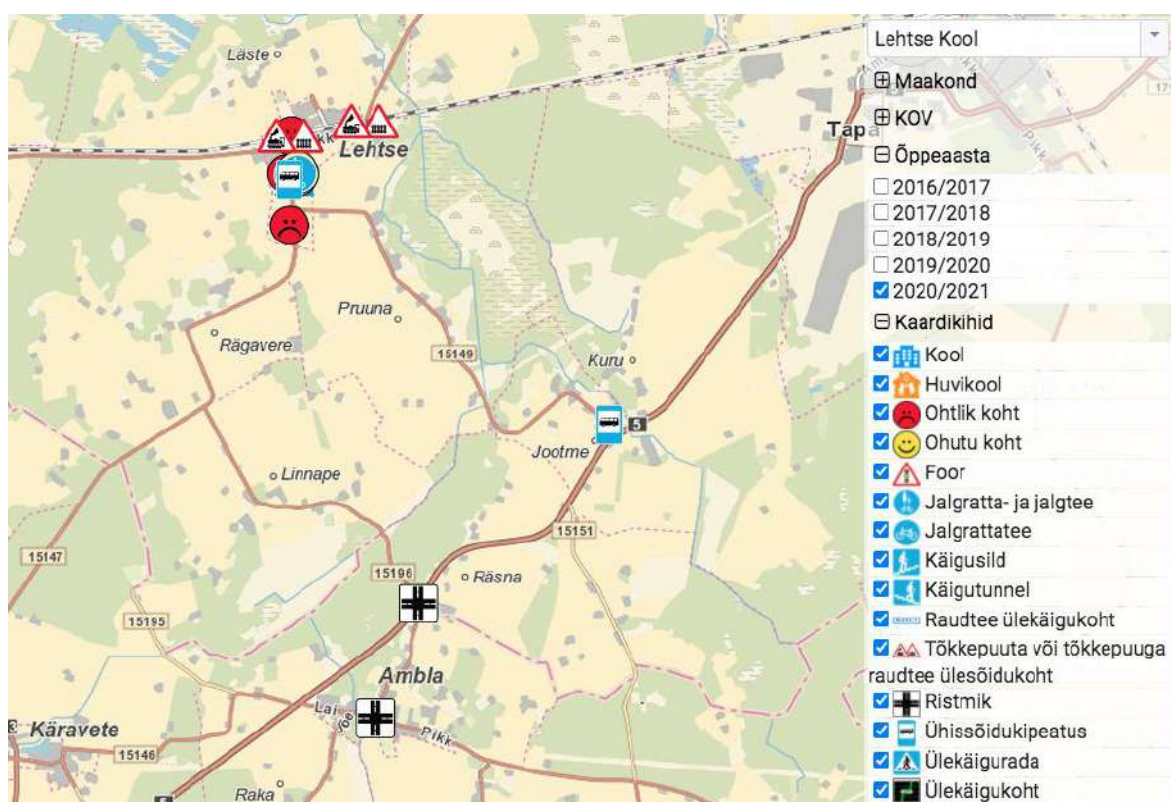 Läste
Lehtse
Tapa
Pikk
Pruuna
Rägavere
15149
Kuru
5
Jootme
Linnape
15151
15147
15196
Räsna
15195
Ambla
Lai
Käravete
Pikk
15146
Raka
Lehtse Kool
Maakond
KOV
Õppeaasta
2016/2017
2017/2018
2018/2019
2019/2020
2020/2021
Kaardikihid
Kool
Huvikool
Ohtlik koht
Ohutu koht
Foor
Jalgratta- ja jalgtee
Jalgrattatee
Käigusild
Käigutunnel
Raudtee ülekäigukoht
Tõkkepuuta või tõkkepuuga
raudtee ülesõidukoht
Ristmik
Ühissõidukipeatus
Ülekäigurada
Ülekäigukoht